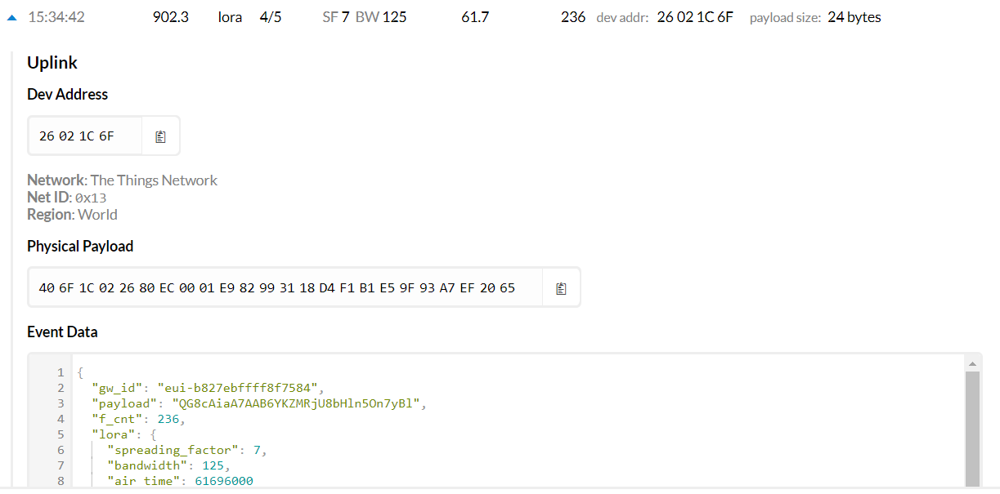 15:34:42 902.3 lora 4/5 SF 7 BW 125 61.7 236 dev addr: 26 02 1C 6F payload size: 24 bytes
Uplink
Dev Address
26 02 1C 6F
Network: The Things Network
Net ID: 0x13
Region: World
Physical Payload
40 6F 1C 02 26 80 EC 00 01 E9 82 99 31 18 D4 F1 B1 E5 9F 93 A7 EF 20 65
Event Data
1 {
2 "gw_id": "eui-b827ebffff8f7584",
3 "payload": "QG8cAiaA7AAB6YKZMRjU8bHln5On7yBl",
4 "f_cnt": 236,
5 "lora": {
6 "spreading_factor": 7,
7 "bandwidth": 125,
8 "air_time": 61696000